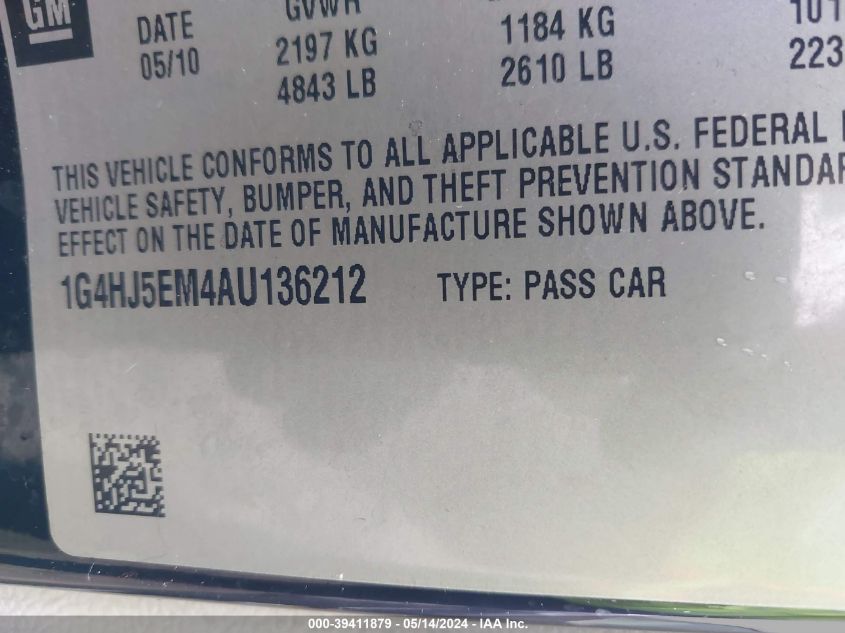 GM
DATE
05/10
GVWR
2197 KG
4843 LB
1184 KG
2610 LB
THIS VEHICLE CONFORMS TO ALL APPLICABLE U.S. FEDERAL
VEHICLE SAFETY, BUMPER, AND THEFT PREVENTION STANDAR
EFFECT ON THE DATE OF MANUFACTURE SHOWN ABOVE.
1G4HJ5EM4AU136212 TYPE: PASS CAR
000-39411879 - 05/14/2024 - IAA Inc.